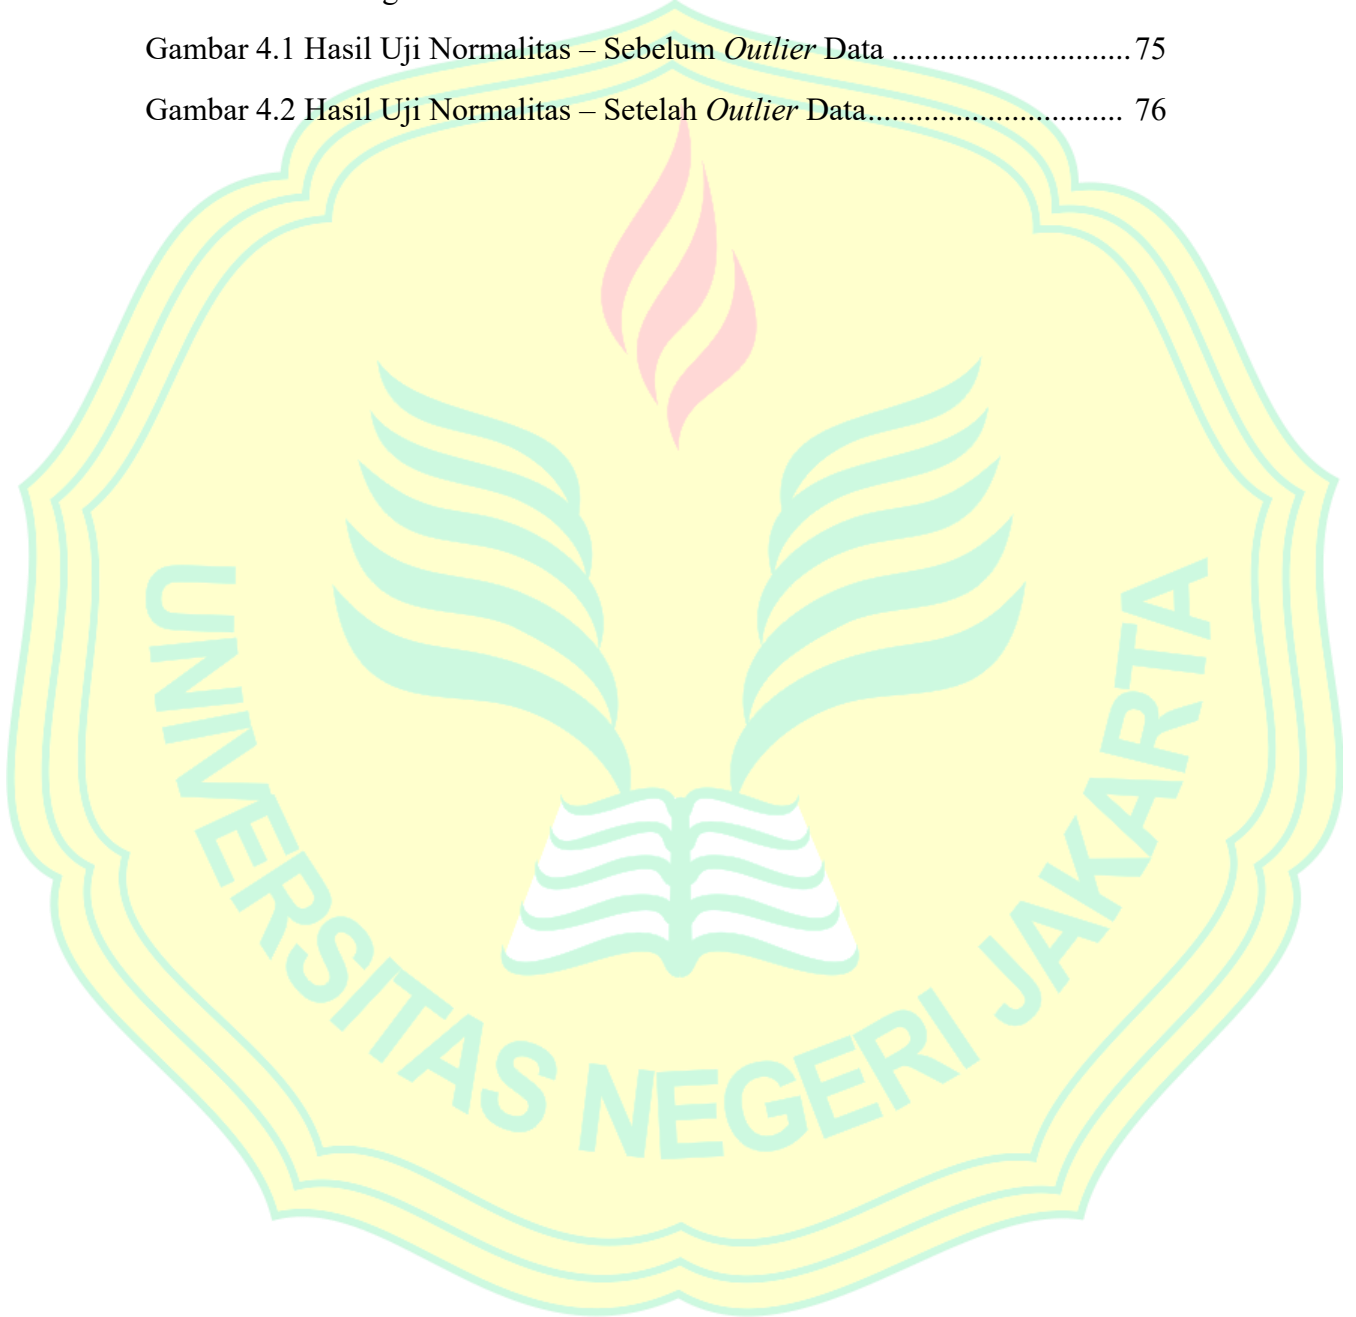 Gambar 4.1 Hasil Uji Normalitas – Sebelum Outlier Data ............................. 75
Gambar 4.2 Hasil Uji Normalitas – Setelah Outlier Data................................ 76
UNIVERSITAS NEGERI JAKARTA